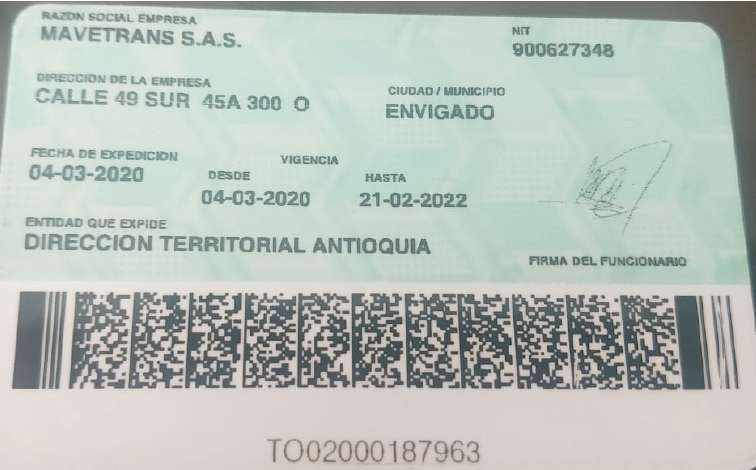 RAZON SOCIAL EMPRESA
MAVETRANS S.A.S.
NIT
900627348
DIRECCION DE LA EMPRESA
CALLE 49 SUR 45A 300 O
CIUDAD / MUNICIPIO
ENVIGADO
FECHA DE EXPEDICION
04-03-2020
VIGENCIA
DESDE
04-03-2020
HASTA
21-02-2022
ENTIDAD QUE EXPIDE
DIRECCION TERRITORIAL ANTIOQUIA
FIRMA DEL FUNCIONARIO
TO02000187963